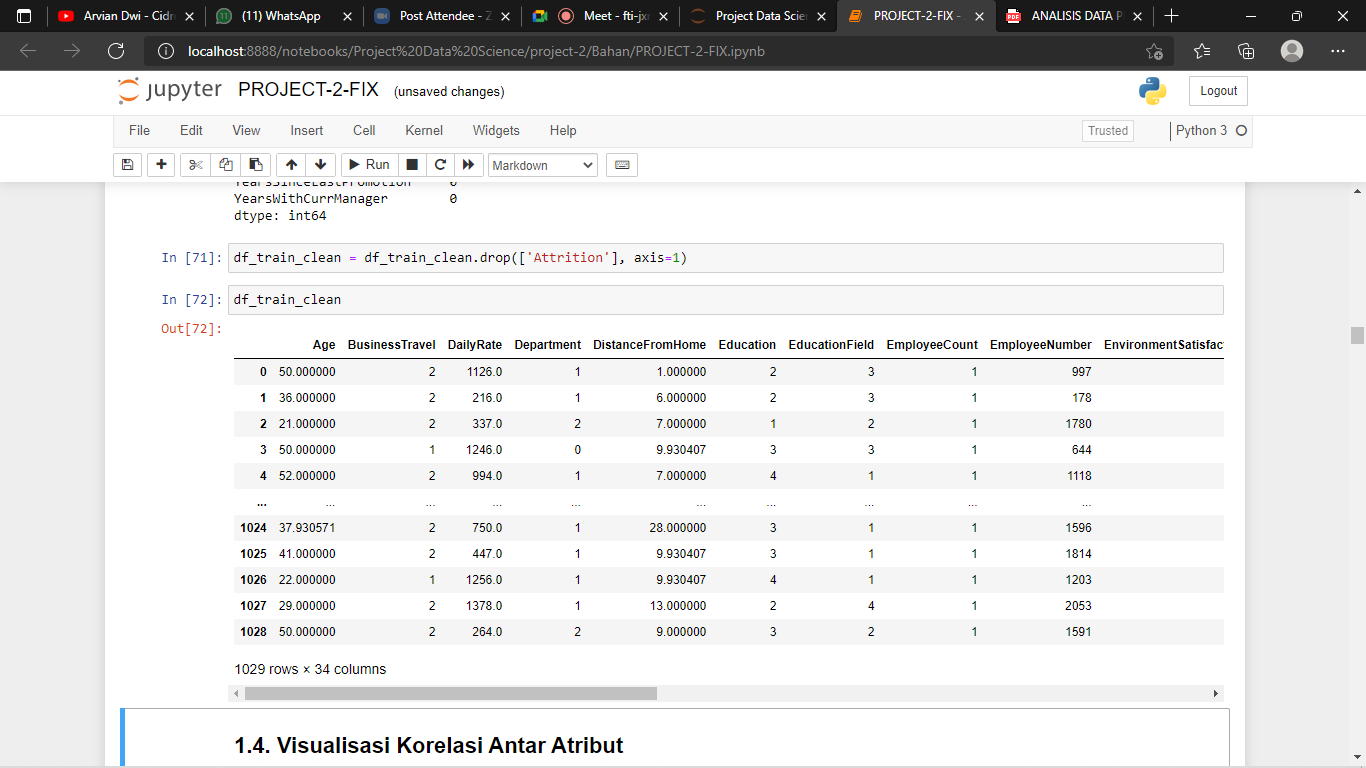 Arvian Dwi - Cidr
(11) WhatsApp
Post Attendee - Z
Meet - fti-jxr
Project Data Scien
PROJECT-2-FIX -
ANALISIS DATA P
localhost:8888/notebooks/Project%20Data%20Science/project-2/Bahan/PROJECT-2-FIX.ipynb
jupyter PROJECT-2-FIX (unsaved changes) Logout
File Edit View Insert Cell Kernel Widgets Help Trusted Python 3
Run Markdown
YearsSinceLastPromotion 0
YearsWithCurrManager 0
dtype: int64
In [71]: df_train_clean = df_train_clean.drop(['Attrition'], axis=1)
In [72]: df_train_clean
Out[72]:
Age BusinessTravel DailyRate Department DistanceFromHome Education EducationField EmployeeCount EmployeeNumber EnvironmentSatisfac
0 50.000000 2 1126.0 1 1.000000 2 3 1 997
1 36.000000 2 216.0 1 6.000000 2 3 1 178
2 21.000000 2 337.0 2 7.000000 1 2 1 1780
3 50.000000 1 1246.0 0 9.930407 3 3 1 644
4 52.000000 2 994.0 1 7.000000 4 1 1 1118
... ... ... ... ... ... ... ... ... ...
1024 37.930571 2 750.0 1 28.000000 3 1 1 1596
1025 41.000000 2 447.0 1 9.930407 3 1 1 1814
1026 22.000000 1 1256.0 1 9.930407 4 1 1 1203
1027 29.000000 2 1378.0 1 13.000000 2 4 1 2053
1028 50.000000 2 264.0 2 9.000000 3 2 1 1591
1029 rows × 34 columns
1.4. Visualisasi Korelasi Antar Atribut